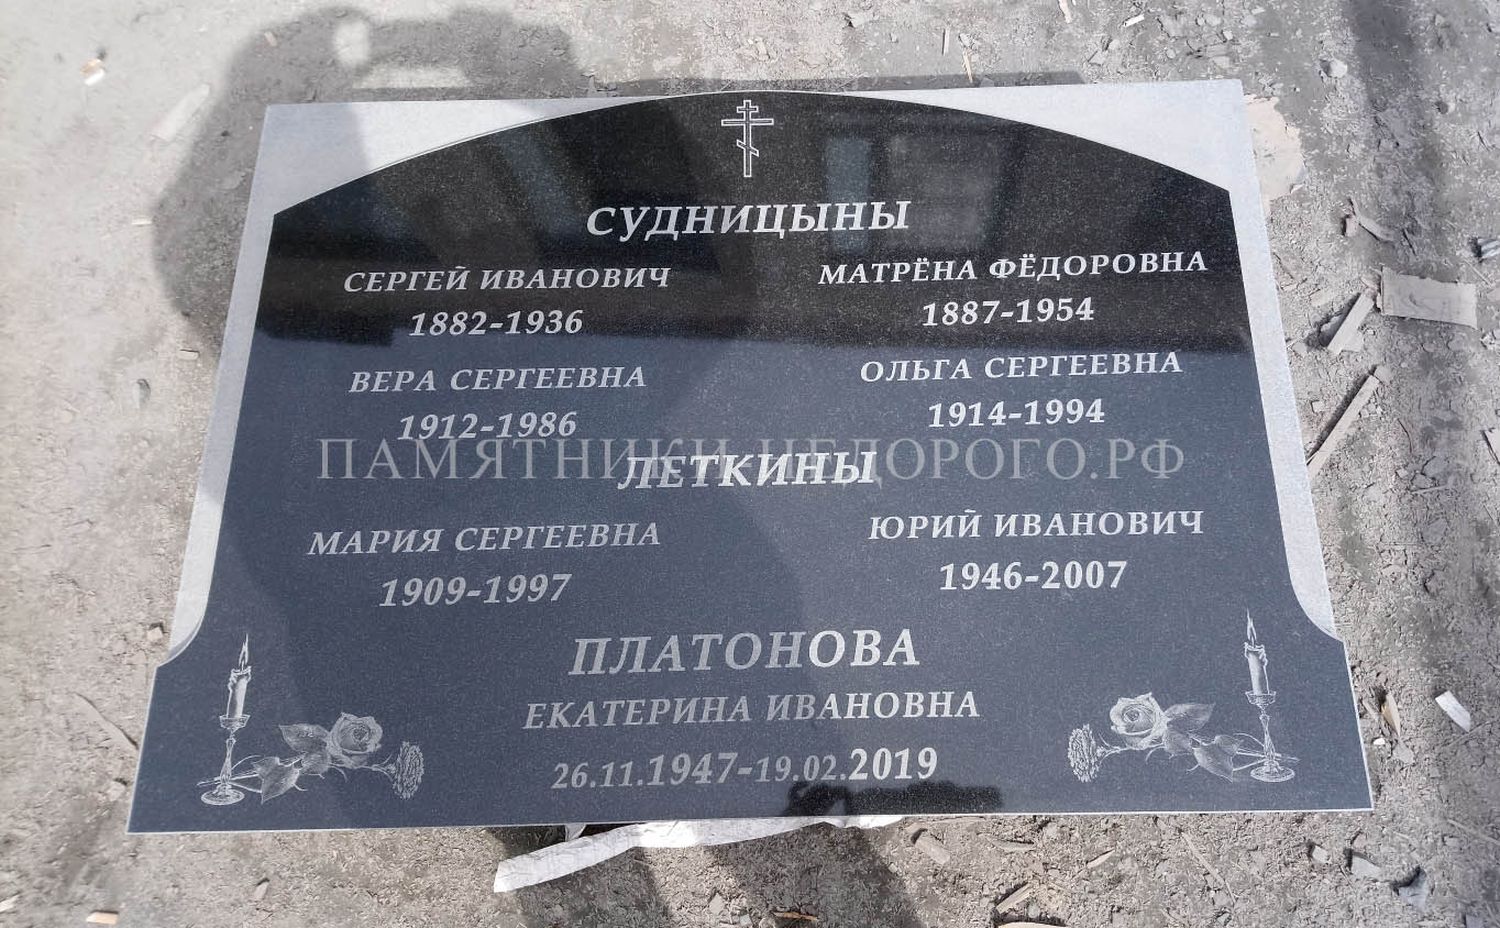 СУДНИЦЫНЫ
СЕРГЕЙ ИВАНОВИЧ МАТРЁНА ФЁДОРОВНА
1882-1936 1887-1954
ВЕРА СЕРГЕЕВНА ОЛЬГА СЕРГЕЕВНА
1912-1986 1914-1994
ПАМЯТНИКИ-НЕДОРОГО.РФ
ЛЕТКИНЫ
МАРИЯ СЕРГЕЕВНА ЮРИЙ ИВАНОВИЧ
1909-1997 1946-2007
ПЛАТОНОВА
ЕКАТЕРИНА ИВАНОВНА
26.11.1947-19.02.2019